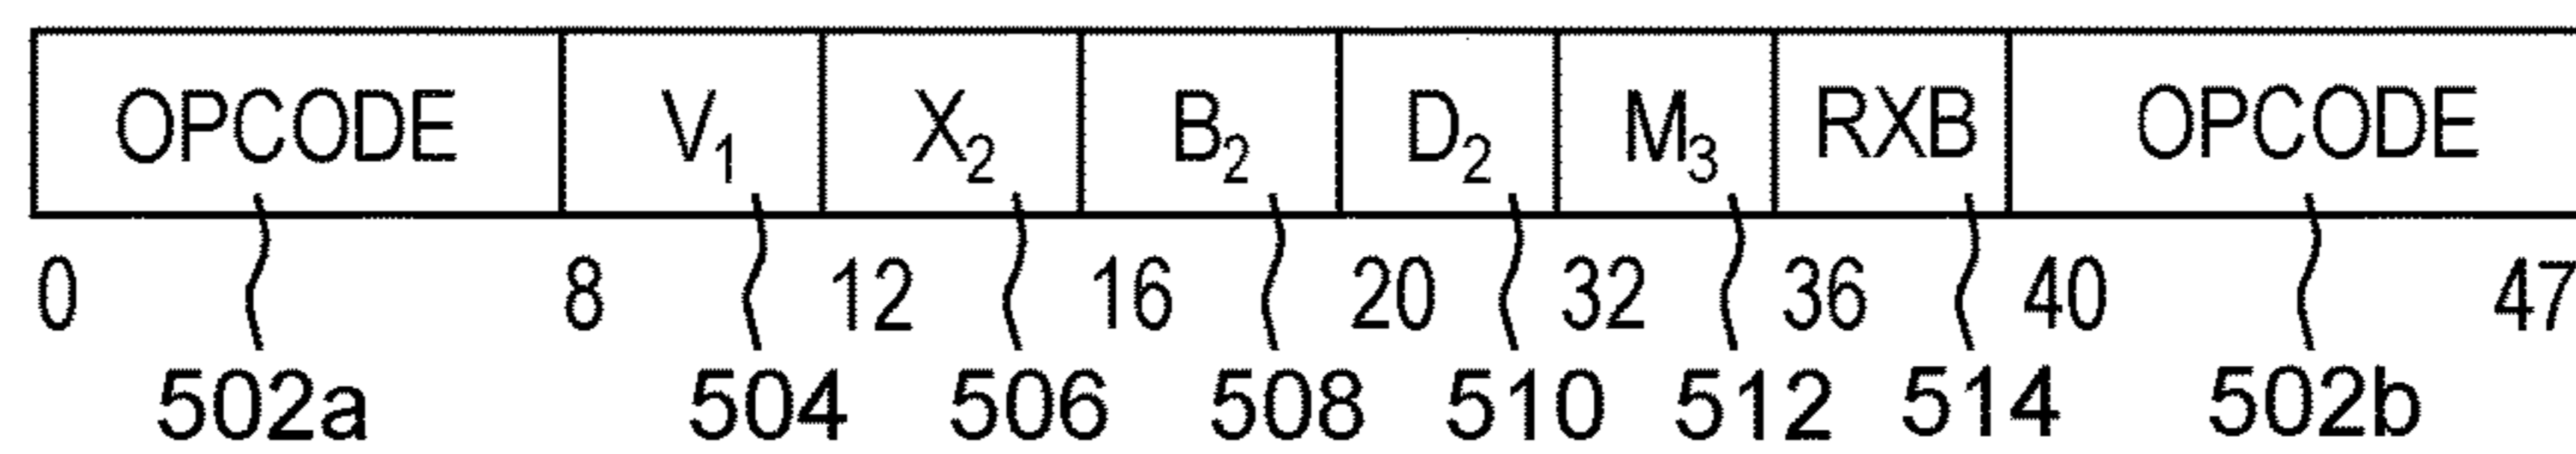 OPCODE V₁ X₂ B₂ D₂ M₃ RXB OPCODE
0 8 12 16 20 32 36 40 47
502a 504 506 508 510 512 514 502b